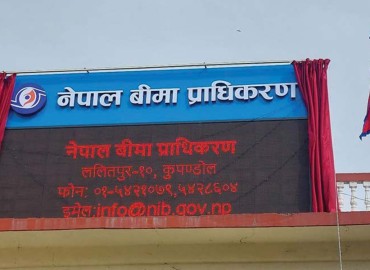 नेपाल बीमा प्राधिकरण
नेपाल बीमा प्राधिकरण
ललितपुर-१०, कुपण्डोल
फोन: ०१-५४२१०७९,५४२८६०४
इमेल:info@nib.gov.np